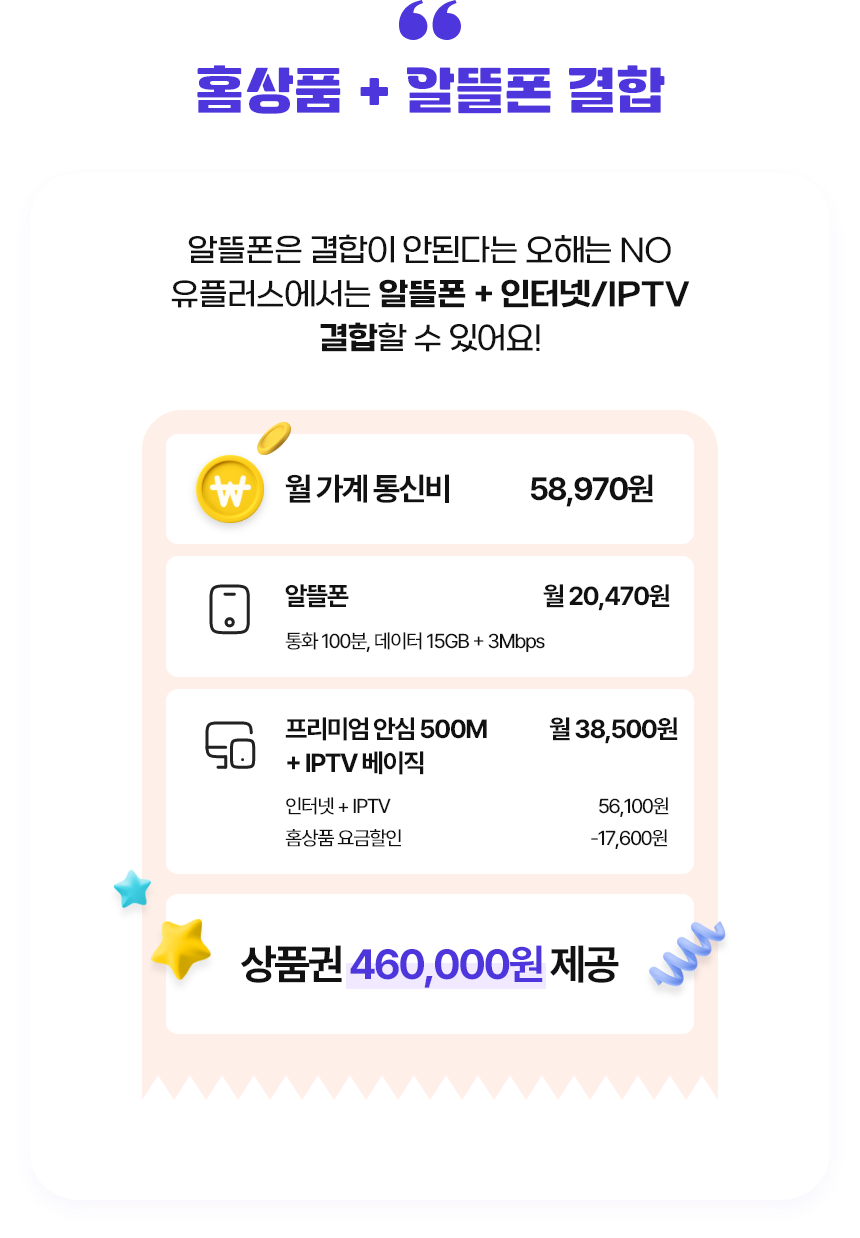 ❝
홈상품 + 알뜰폰 결합
알뜰폰은 결합이 안된다는 오해는 NO
유플러스에서는 알뜰폰 + 인터넷/IPTV
결합할 수 있어요!
₩
월 가계 통신비 58,970원
알뜰폰 월 20,470원
통화 100분, 데이터 15GB + 3Mbps
프리미엄 안심 500M 월 38,500원
+ IPTV 베이직
인터넷 + IPTV 56,100원
홈상품 요금할인 -17,600원
상품권 460,000원 제공